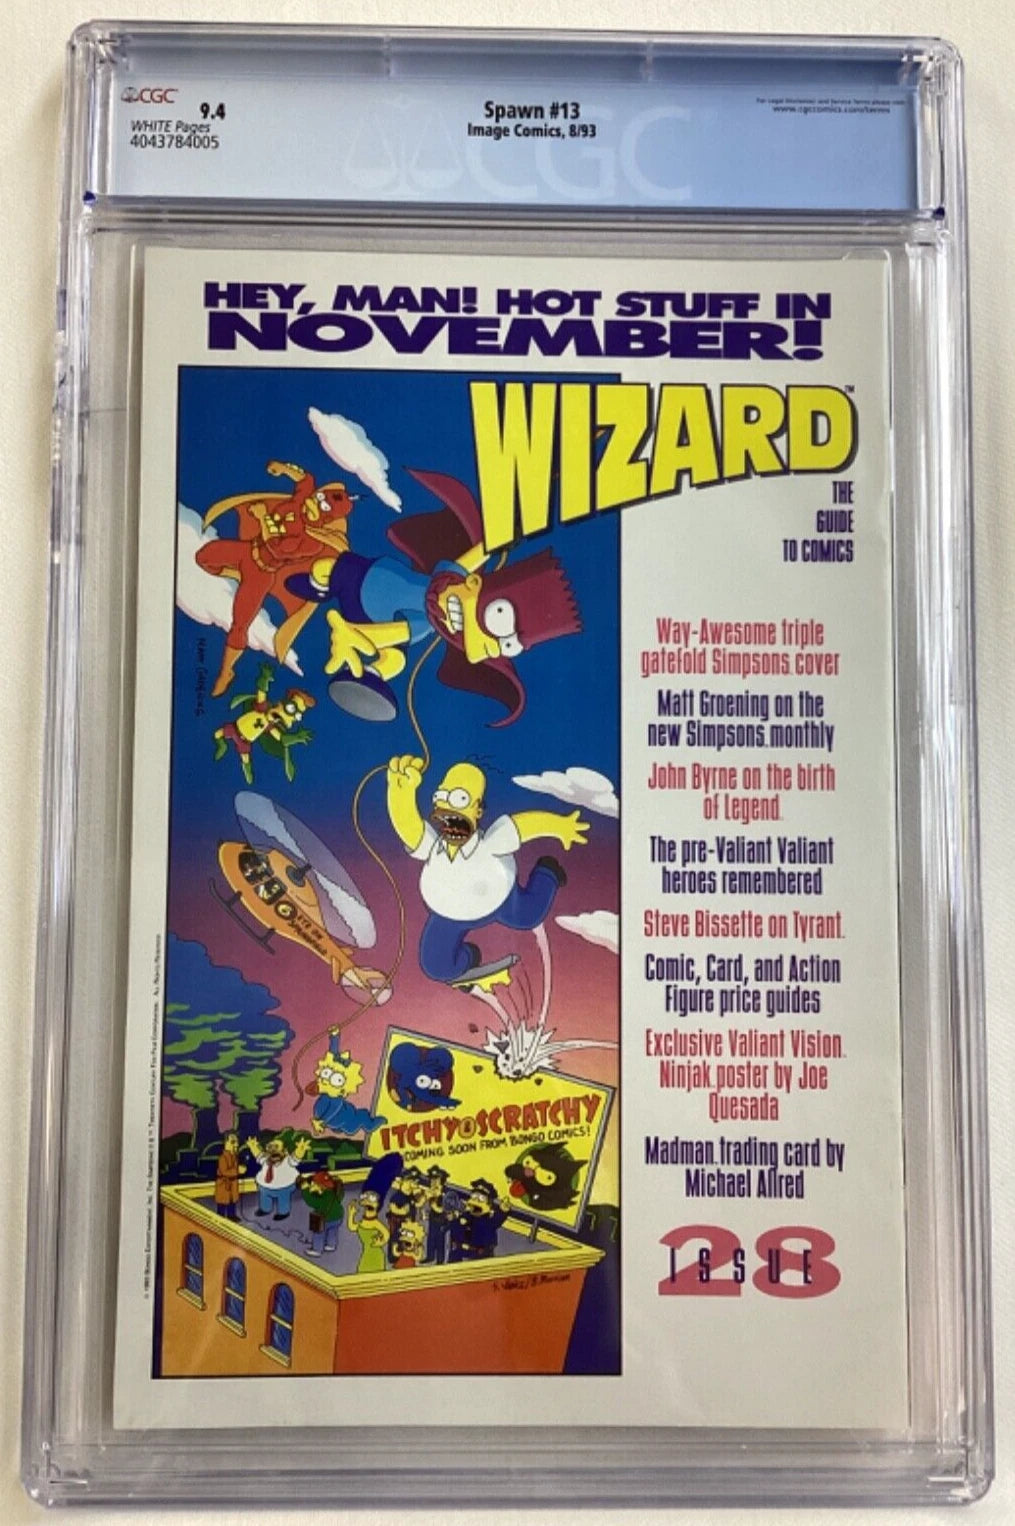 CGC
9.4
WHITE Pages
4043784005
Spawn #13
Image Comics, 8/93
www.cgccomics.com/terms
CGC
HEY, MAN! HOT STUFF IN
NOVEMBER!
WIZARD™
THE
GUIDE
TO COMICS
Way-Awesome triple
gatefold Simpsons cover
Matt Groening on the
new Simpsons monthly
John Byrne on the birth
of Legend
The pre-Valiant Valiant
heroes remembered
Steve Bissette on Tyrant
Comic, Card, and Action
Figure price guides
Exclusive Valiant Vision
Ninjak poster by Joe
Quesada
Madman trading card by
Michael Allred
ISSUE
28
ITCHY & SCRATCHY
COMING SOON FROM BONGO COMICS!
MATT GROENING